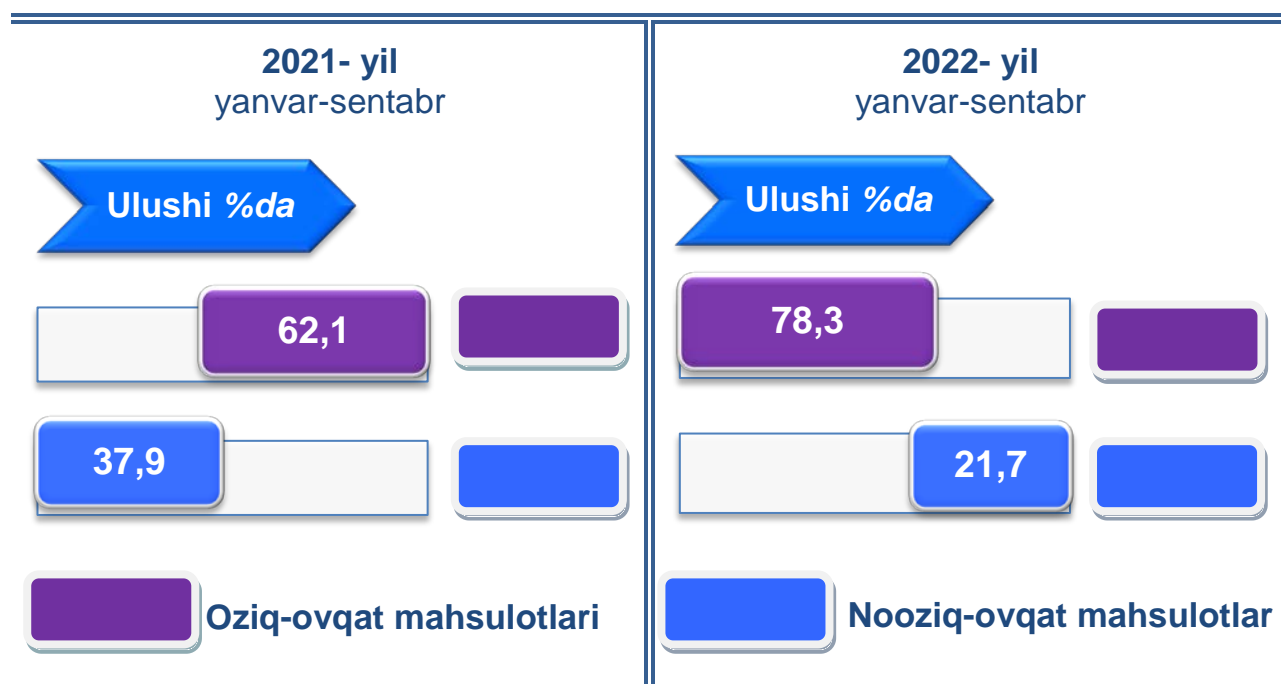 2021- yil
yanvar-sentabr
Ulushi %da
62,1
37,9
Oziq-ovqat mahsulotlari
2022- yil
yanvar-sentabr
Ulushi %da
78,3
21,7
Nooziq-ovqat mahsulotlar